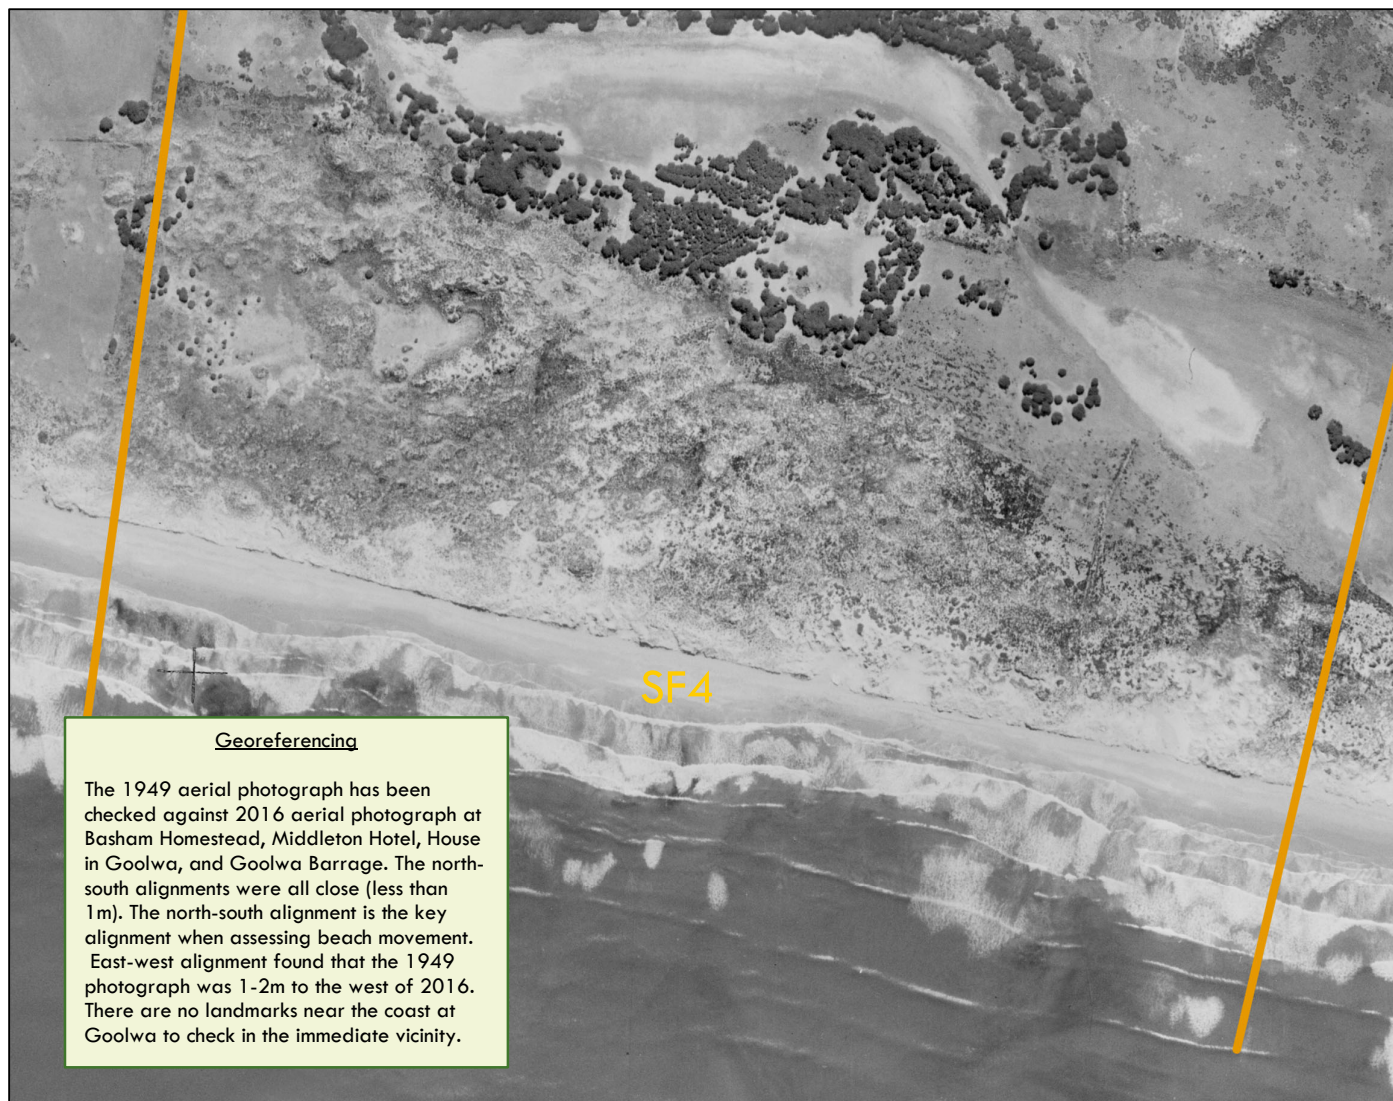 SF4
Georeferencing
The 1949 aerial photograph has been
checked against 2016 aerial photograph at
Basham Homestead, Middleton Hotel, House
in Goolwa, and Goolwa Barrage. The north-
south alignments were all close (less than
1m). The north-south alignment is the key
alignment when assessing beach movement.
East-west alignment found that the 1949
photograph was 1-2m to the west of 2016.
There are no landmarks near the coast at
Goolwa to check in the immediate vicinity.